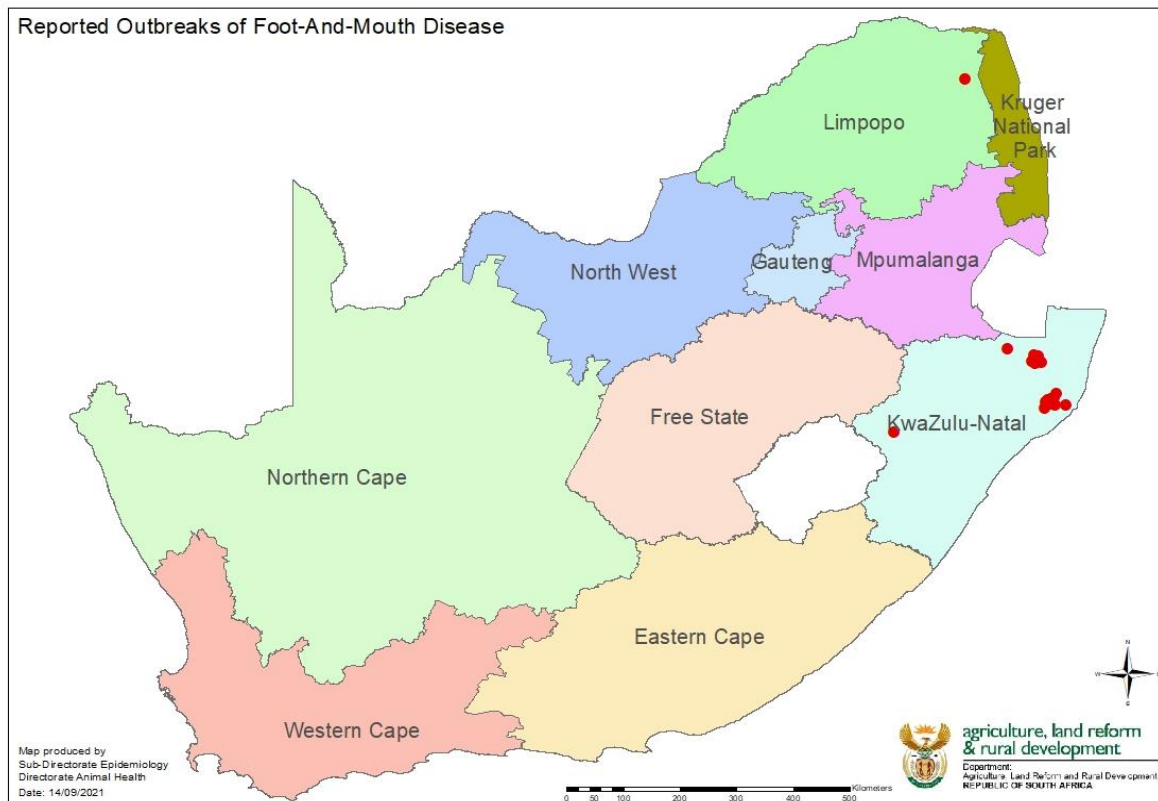 Reported Outbreaks of Foot-And-Mouth Disease
Limpopo
Kruger
National
Park
North West
Gauteng
Mpumalanga
Free State
KwaZulu-Natal
Northern Cape
Eastern Cape
Western Cape
N
W
S
Map produced by
Sub-Directorate Epidemiology
Directorate Animal Health
Date: 14/09/2021
Kilometers
0 50 100 200 300 400 500
agriculture, land reform
& rural development
Department:
Agriculture, Land Reform and Rural Development
REPUBLIC OF SOUTH AFRICA